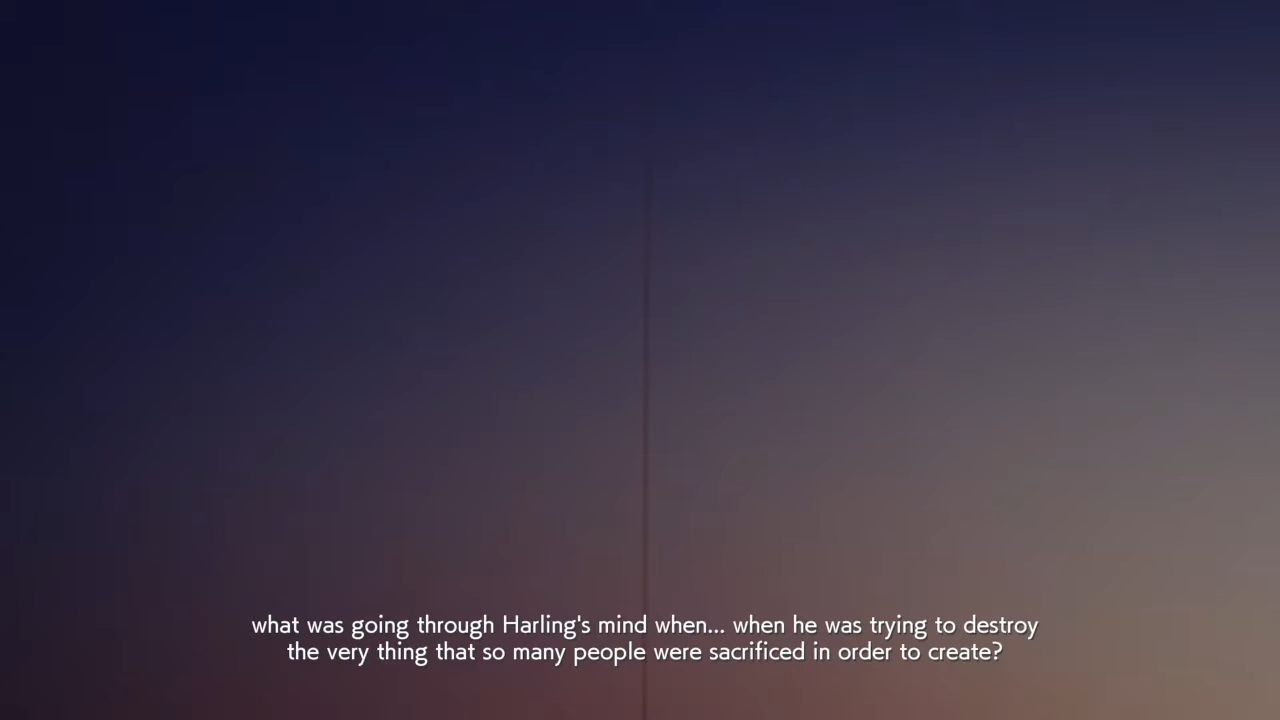 what was going through Harling's mind when... when he was trying to destroy
the very thing that so many people were sacrificed in order to create?